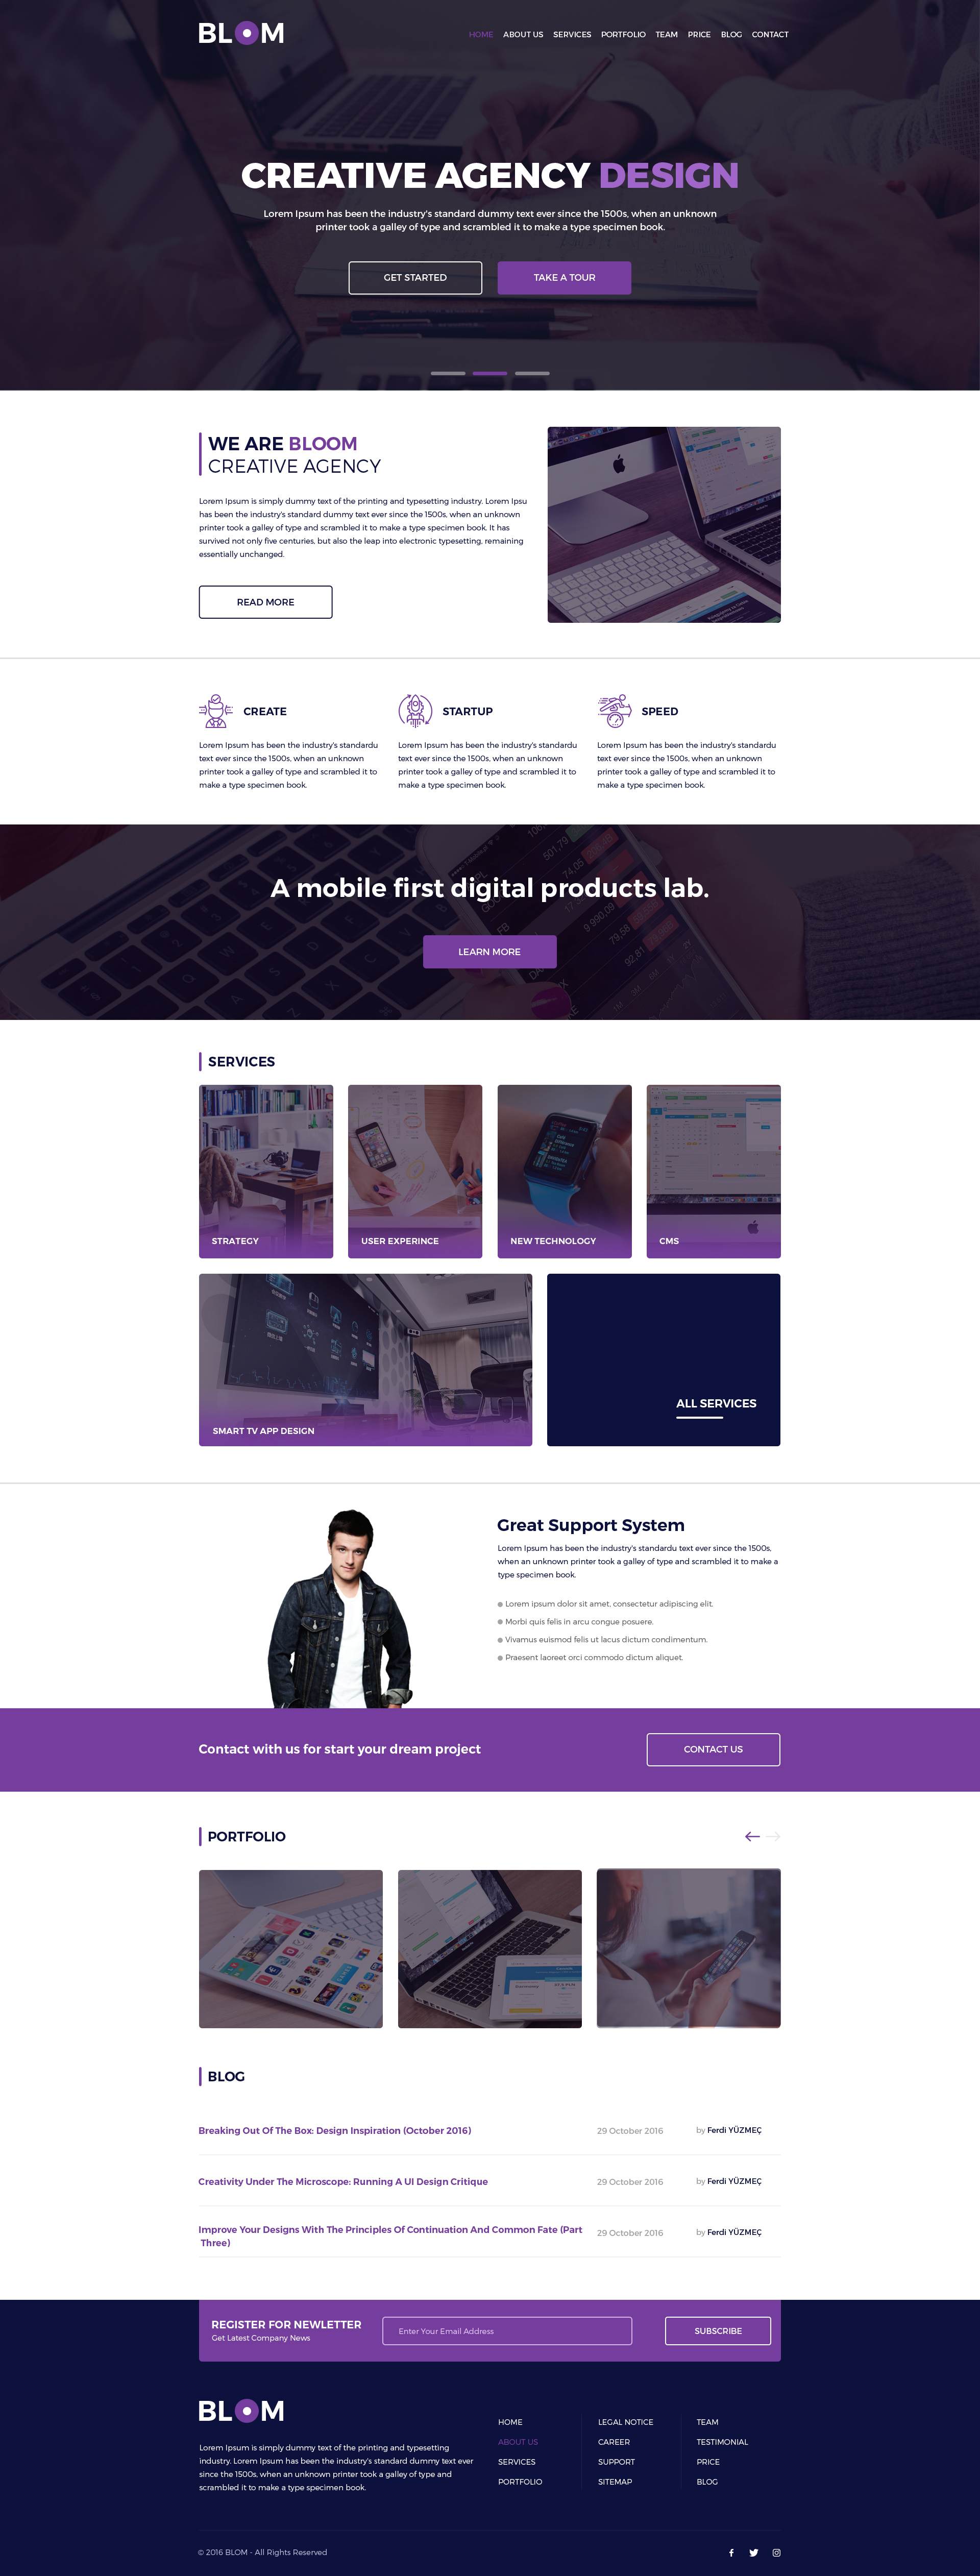 BLOM
HOME ABOUT US SERVICES PORTFOLIO TEAM PRICE BLOG CONTACT
CREATIVE AGENCY DESIGN
Lorem Ipsum has been the industry's standard dummy text ever since the 1500s, when an unknown
printer took a galley of type and scrambled it to make a type specimen book.
GET STARTED
TAKE A TOUR
WE ARE BLOOM
CREATIVE AGENCY
Lorem Ipsum is simply dummy text of the printing and typesetting industry. Lorem Ipsu
has been the industry's standard dummy text ever since the 1500s, when an unknown
printer took a galley of type and scrambled it to make a type specimen book. It has
survived not only five centuries, but also the leap into electronic typesetting, remaining
essentially unchanged.
READ MORE
CREATE
Lorem Ipsum has been the industry's standardu
text ever since the 1500s, when an unknown
printer took a galley of type and scrambled it to
make a type specimen book.
STARTUP
Lorem Ipsum has been the industry's standardu
text ever since the 1500s, when an unknown
printer took a galley of type and scrambled it to
make a type specimen book.
SPEED
Lorem Ipsum has been the industry's standardu
text ever since the 1500s, when an unknown
printer took a galley of type and scrambled it to
make a type specimen book.
A mobile first digital products lab.
LEARN MORE
SERVICES
STRATEGY
USER EXPERINCE
NEW TECHNOLOGY
CMS
SMART TV APP DESIGN
ALL SERVICES
Great Support System
Lorem Ipsum has been the industry's standardu text ever since the 1500s,
when an unknown printer took a galley of type and scrambled it to make a
type specimen book.
Lorem ipsum dolor sit amet, consectetur adipiscing elit.
Morbi quis felis in arcu congue posuere.
Vivamus euismod felis ut lacus dictum condimentum.
Praesent laoreet orci commodo dictum aliquet.
Contact with us for start your dream project
CONTACT US
PORTFOLIO
BLOG
Breaking Out Of The Box: Design Inspiration (October 2016)
29 October 2016
by Ferdi YÜZMEÇ
Creativity Under The Microscope: Running A UI Design Critique
29 October 2016
by Ferdi YÜZMEÇ
Improve Your Designs With The Principles Of Continuation And Common Fate (Part
Three)
29 October 2016
by Ferdi YÜZMEÇ
REGISTER FOR NEWLETTER
Get Latest Company News
Enter Your Email Address
SUBSCRIBE
BLOM
Lorem Ipsum is simply dummy text of the printing and typesetting
industry. Lorem Ipsum has been the industry's standard dummy text ever
since the 1500s, when an unknown printer took a galley of type and
scrambled it to make a type specimen book.
HOME
ABOUT US
SERVICES
PORTFOLIO
LEGAL NOTICE
CAREER
SUPPORT
SITEMAP
TEAM
TESTIMONIAL
PRICE
BLOG
© 2016 BLOM - All Rights Reserved